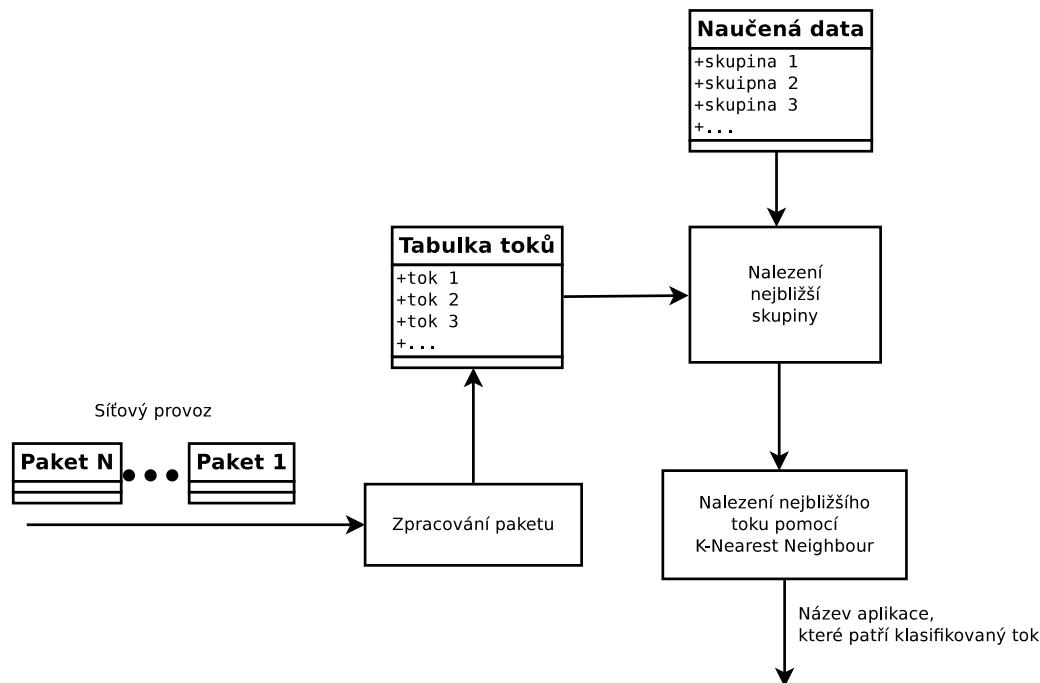 Naučená data
+skupina 1
+skuipna 2
+skupina 3
+...
Tabulka toků
+tok 1
+tok 2
+tok 3
+...
Nalezení
nejbližší
skupiny
Síťový provoz
Paket N
Paket 1
Zpracování paketu
Nalezení nejbližšího
toku pomocí
K-Nearest Neighbour
Název aplikace,
které patří klasifikovaný tok